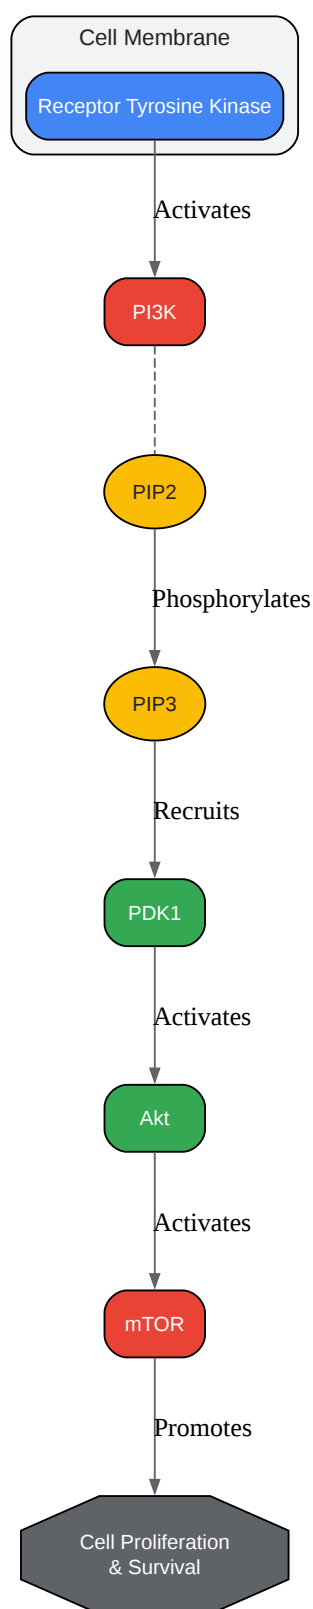 Cell Membrane
Receptor Tyrosine Kinase
Activates
PI3K
PIP2
Phosphorylates
PIP3
Recruits
PDK1
Activates
Akt
Activates
mTOR
Promotes
Cell Proliferation
& Survival